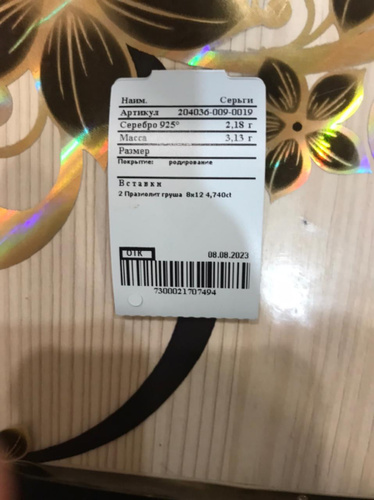 Наим. Серьги
Артикул 204036-009-0019
Серебро 925° 2,18 г
Масса 3,13 г
Размер
Покрытие: родирование
Вставки
2 Празиолит груша 8x12 4,740ct
ОТК 08.08.2023
7300021707494